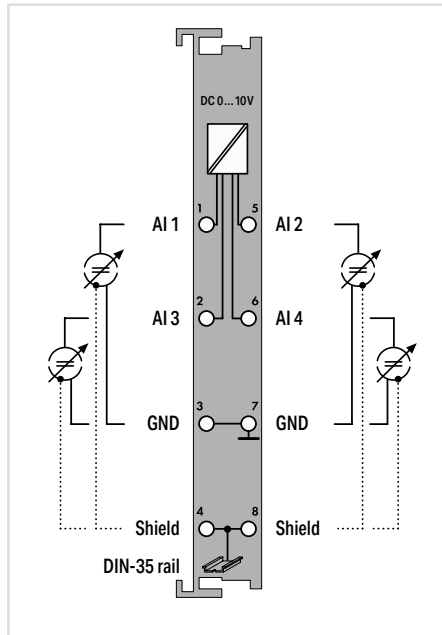 DC 0...10V
1 5
AI 1 AI 2
2 6
AI 3 AI 4
3 7
GND GND
4 8
Shield Shield
DIN-35 rail